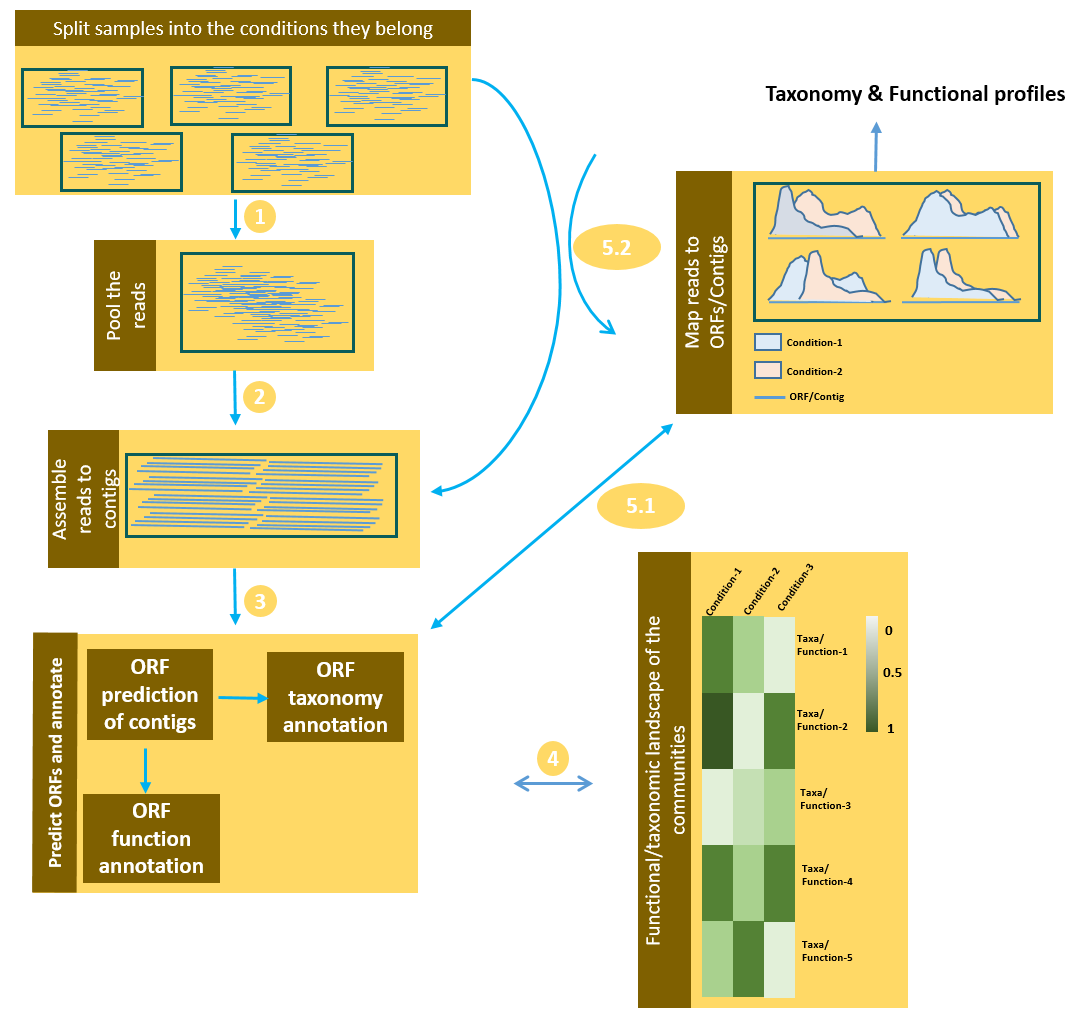 Split samples into the conditions they belong
1
Pool the
reads
2
Assemble
reads to
contigs
3
Predict ORFs and annotate
ORF
prediction
of contigs
ORF
taxonomy
annotation
ORF
function
annotation
4
5.2
5.1
Taxonomy & Functional profiles
Map reads to
ORFs/Contigs
Condition-1
Condition-2
ORF/Contig
Functional/taxonomic landscape of the
communities
Condition-1
Condition-2
Condition-3
Taxa/
Function-1
Taxa/
Function-2
Taxa/
Function-3
Taxa/
Function-4
Taxa/
Function-5
0
0.5
1